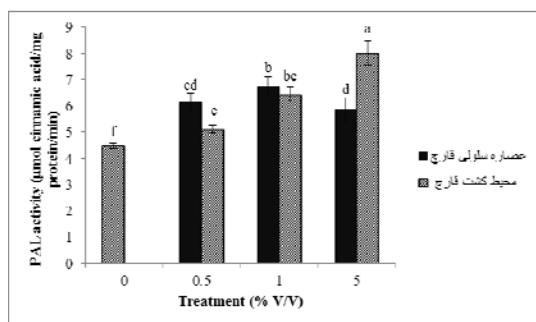 PAL activity (µmol cinnamic acid/mg
protein/min)
9
8
7
6
5
4
3
2
1
0
f
cd
e
b
bc
d
a
0
0.5
1
5
Treatment (% V/V)
عصاره سلولی قارچ
محیط کشت قارچ